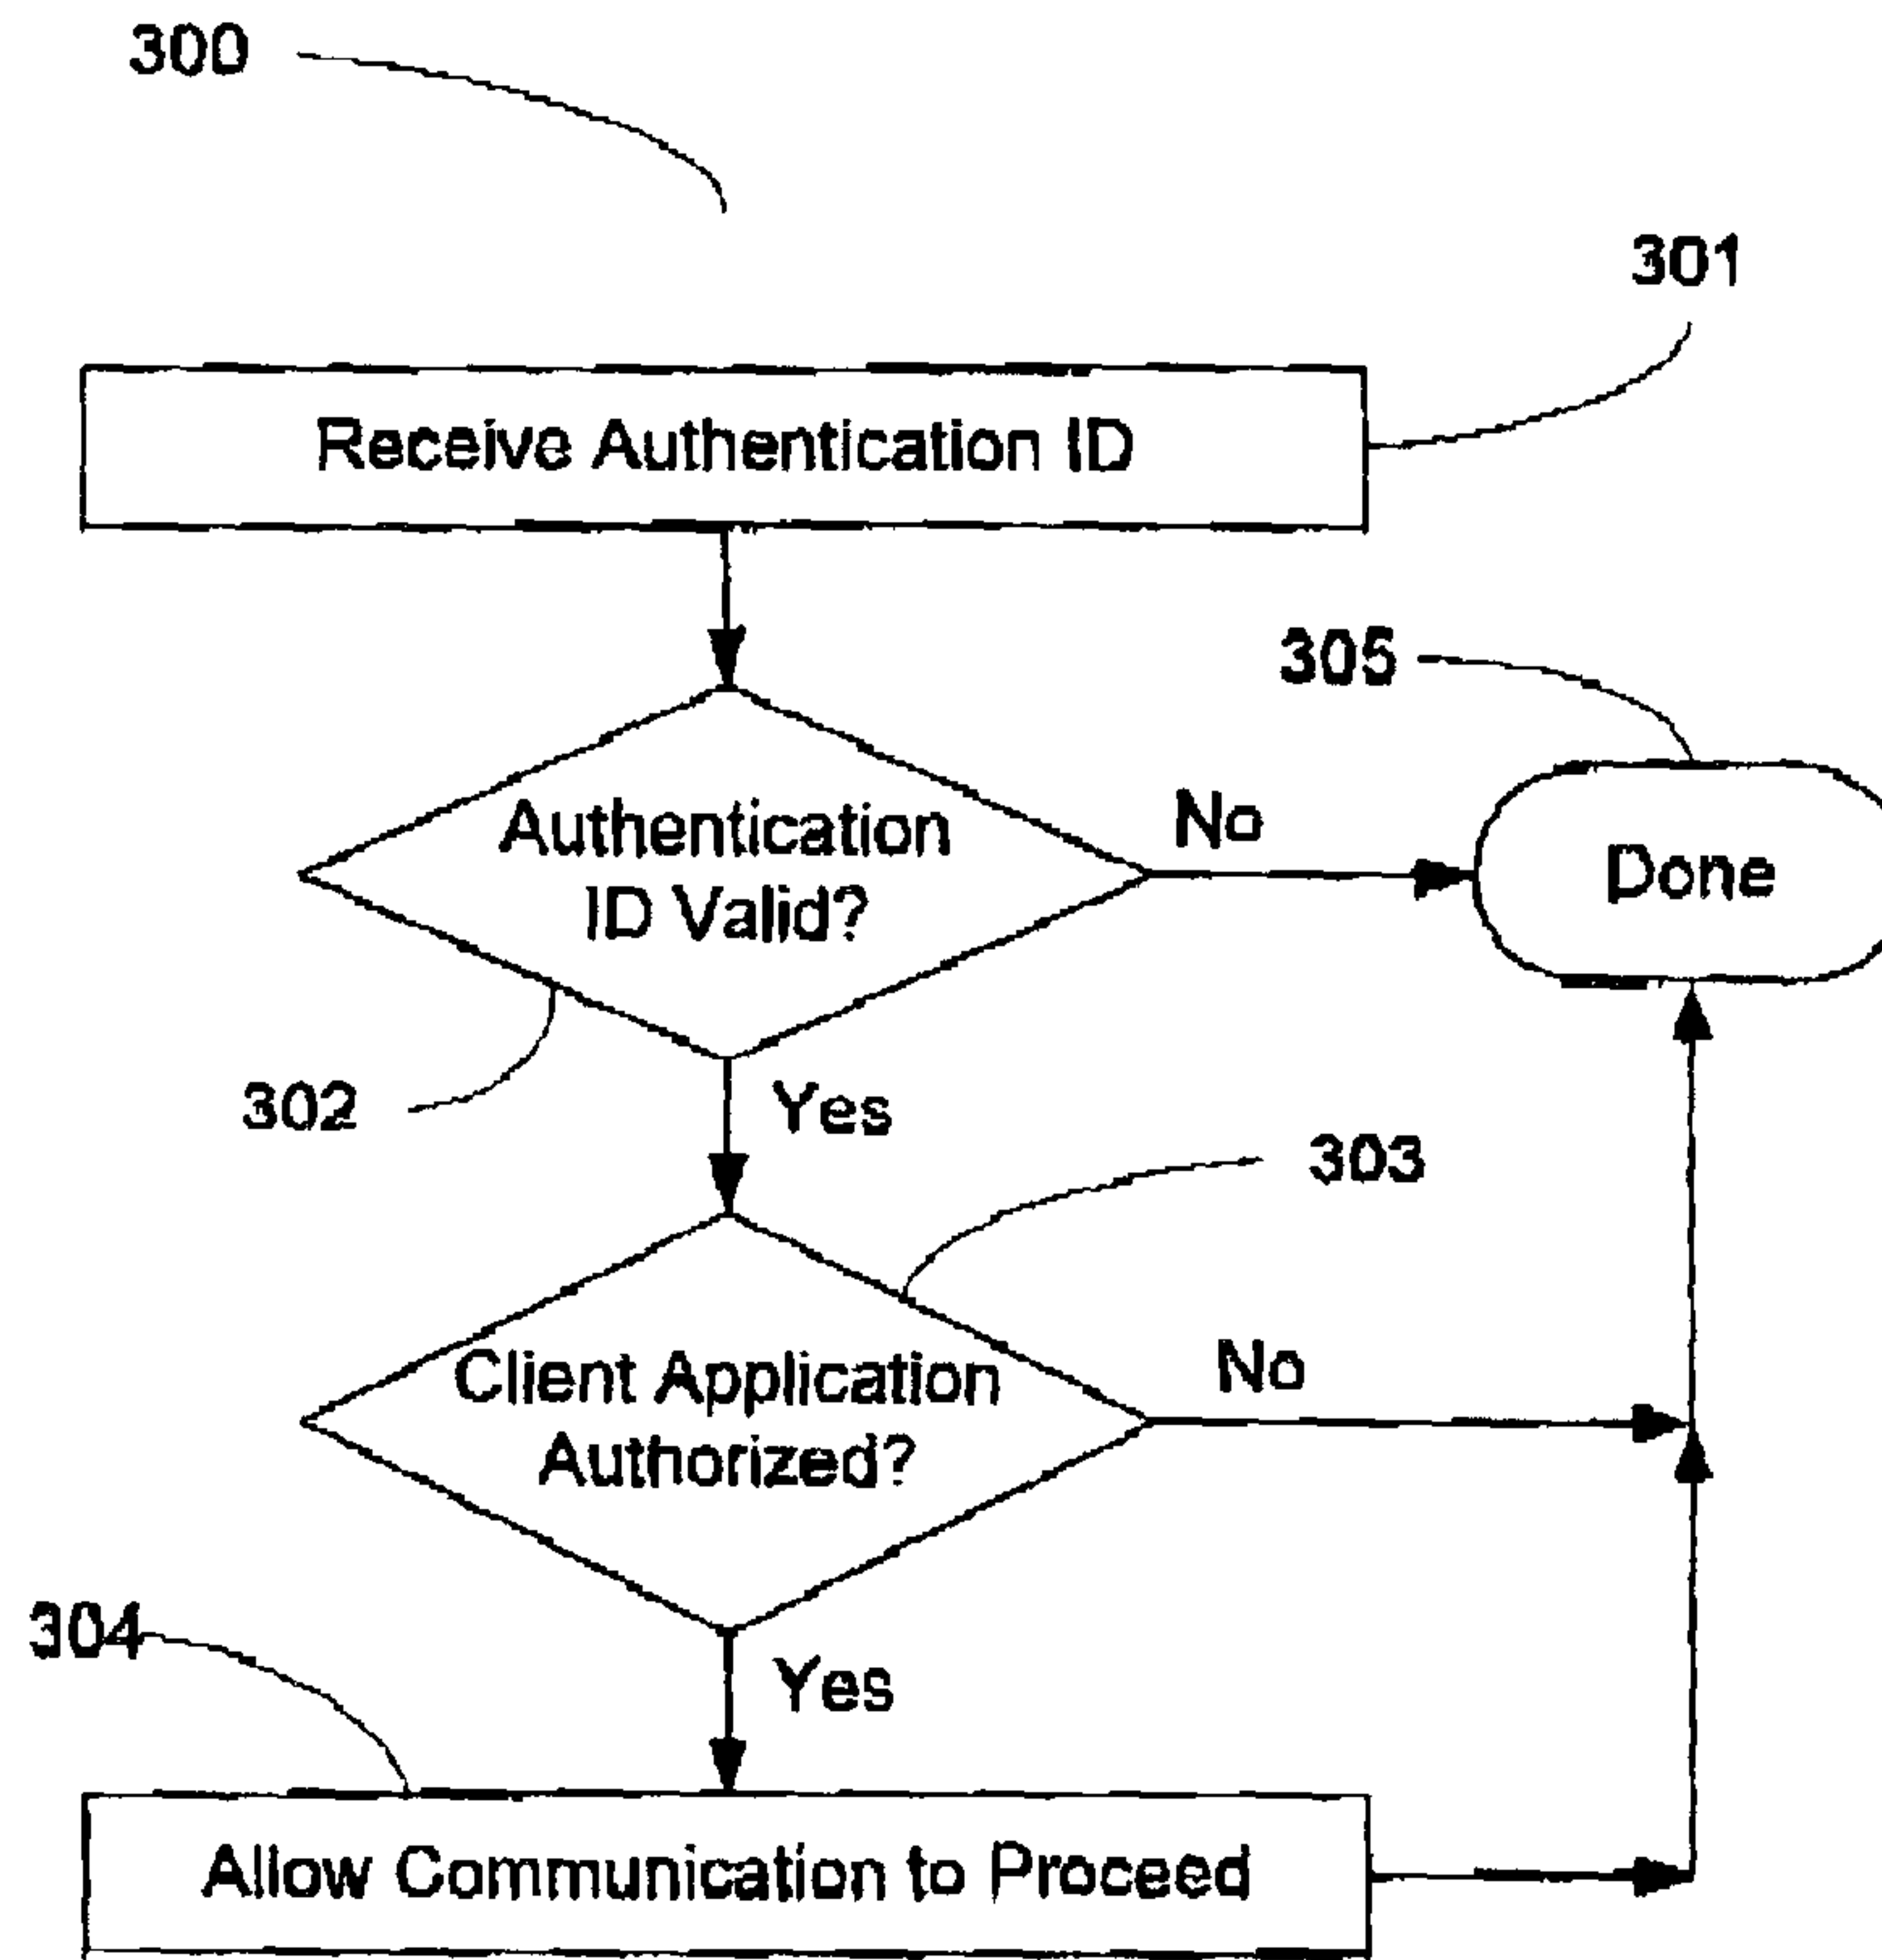 300
301
Receive Authentication ID
305
Authentication
ID Valid?
No
Done
302
Yes
303
Client Application
Authorized?
No
304
Yes
Allow Communication to Proceed